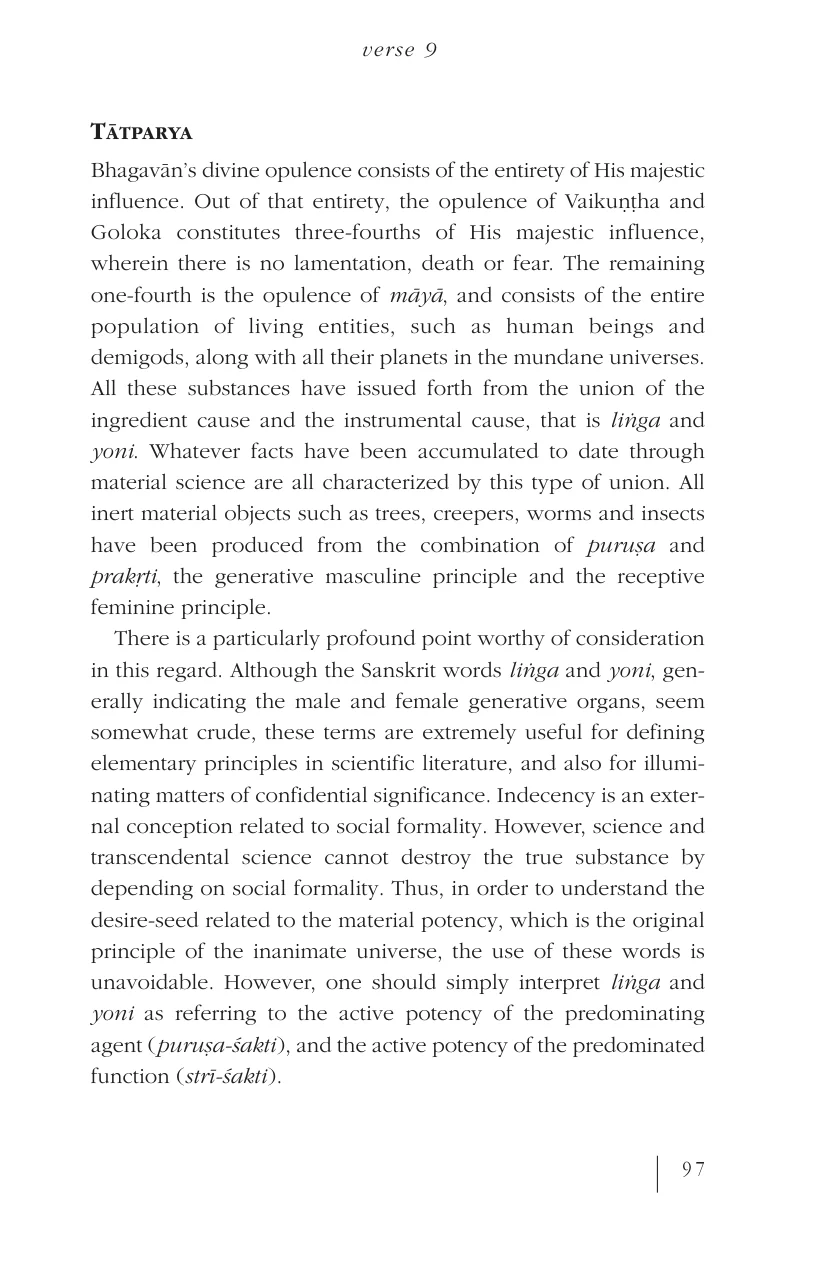 verse 9
Tātparya
Bhagavān’s divine opulence consists of the entirety of His majestic
influence. Out of that entirety, the opulence of Vaikuṇṭha and
Goloka constitutes three-fourths of His majestic influence,
wherein there is no lamentation, death or fear. The remaining
one-fourth is the opulence of māyā, and consists of the entire
population of living entities, such as human beings and
demigods, along with all their planets in the mundane universes.
All these substances have issued forth from the union of the
ingredient cause and the instrumental cause, that is liṅga and
yoni. Whatever facts have been accumulated to date through
material science are all characterized by this type of union. All
inert material objects such as trees, creepers, worms and insects
have been produced from the combination of puruṣa and
prakṛti, the generative masculine principle and the receptive
feminine principle.
There is a particularly profound point worthy of consideration
in this regard. Although the Sanskrit words liṅga and yoni, gen-
erally indicating the male and female generative organs, seem
somewhat crude, these terms are extremely useful for defining
elementary principles in scientific literature, and also for illumi-
nating matters of confidential significance. Indecency is an exter-
nal conception related to social formality. However, science and
transcendental science cannot destroy the true substance by
depending on social formality. Thus, in order to understand the
desire-seed related to the material potency, which is the original
principle of the inanimate universe, the use of these words is
unavoidable. However, one should simply interpret liṅga and
yoni as referring to the active potency of the predominating
agent (puruṣa-śakti), and the active potency of the predominated
function (strī-śakti).
97